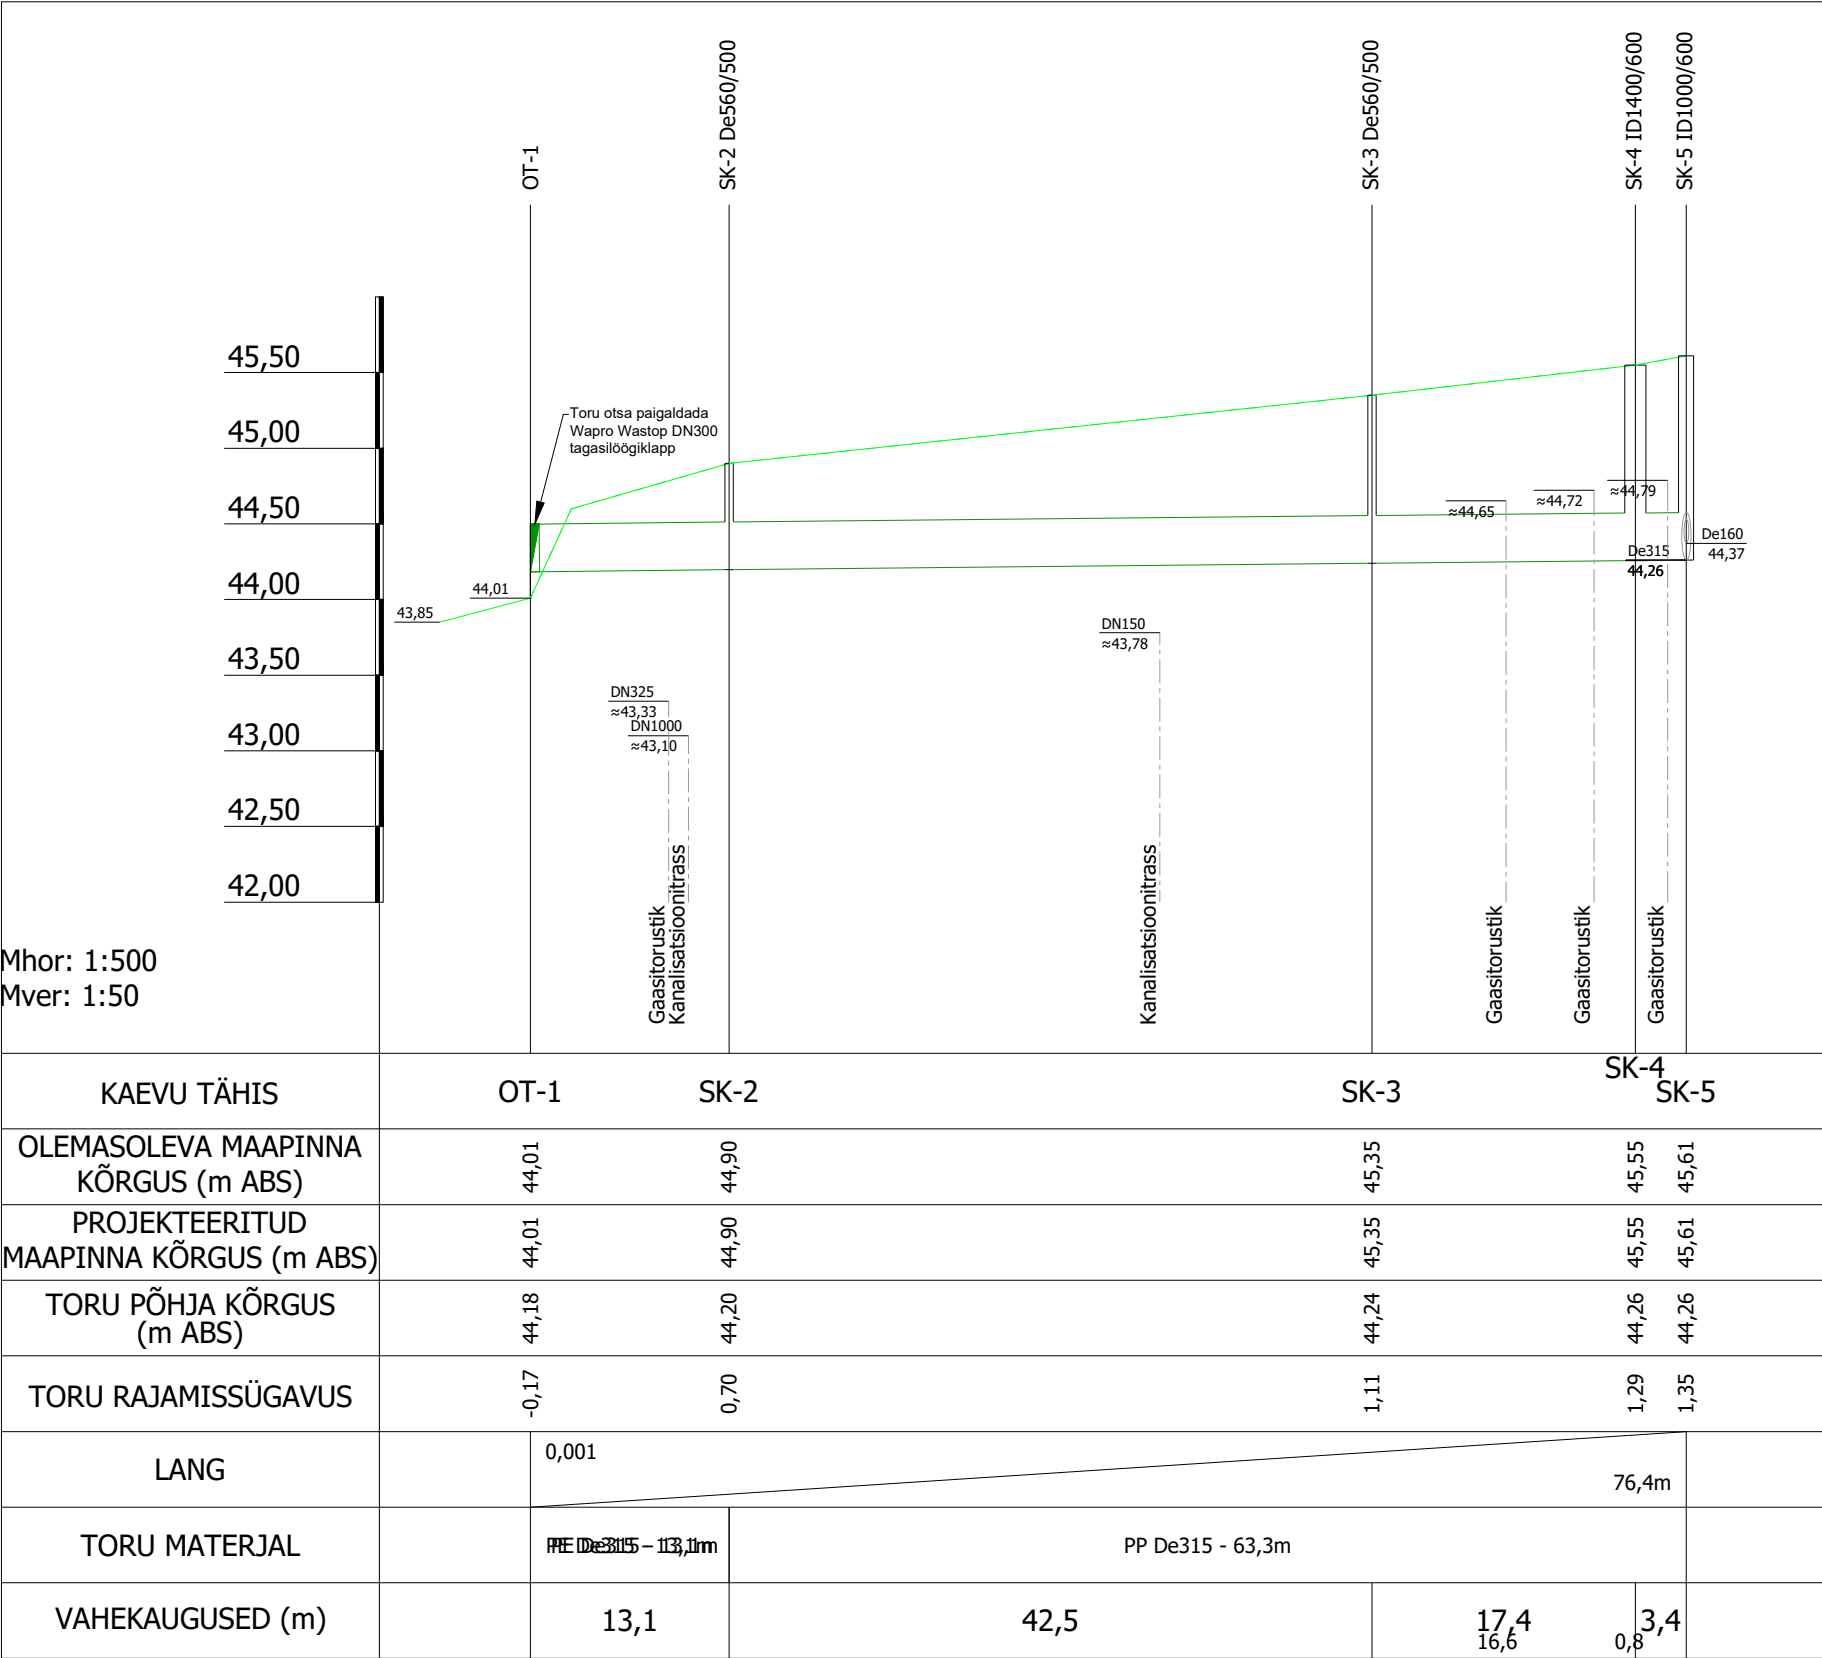 OT-1
SK-2 De560/500
SK-3 De560/500
SK-4 ID1400/600
SK-5 ID1000/600
45,50
45,00
44,50
44,00
43,50
43,00
42,50
42,00
Toru otsa paigaldada
Wapro Wastop DN300
tagasilöögiklapp
43,85
44,01
DN325
≈43,33
DN1000
≈43,10
DN150
≈43,78
≈44,65
≈44,72
≈44,79
De315
44,26
De160
44,37
Gaasitorustik
Kanalisatsioonitrass
Kanalisatsioonitrass
Gaasitorustik
Gaasitorustik
Gaasitorustik
Mhor: 1:500
Mver: 1:50
KAEVU TÄHIS
OT-1
SK-2
SK-3
SK-4
SK-5
OLEMASOLEVA MAAPINNA
KÕRGUS (m ABS)
44,01
44,90
45,35
45,55
45,61
PROJEKTEERITUD
MAAPINNA KÕRGUS (m ABS)
44,01
44,90
45,35
45,55
45,61
TORU PÕHJA KÕRGUS
(m ABS)
44,18
44,20
44,24
44,26
44,26
TORU RAJAMISSÜGAVUS
-0,17
0,70
1,11
1,29
1,35
LANG
0,001
76,4m
TORU MATERJAL
De315 - 13,1m
PP De315 - 63,3m
VAHEKAUGUSED (m)
13,1
42,5
17,4
3,4
16,6
0,8